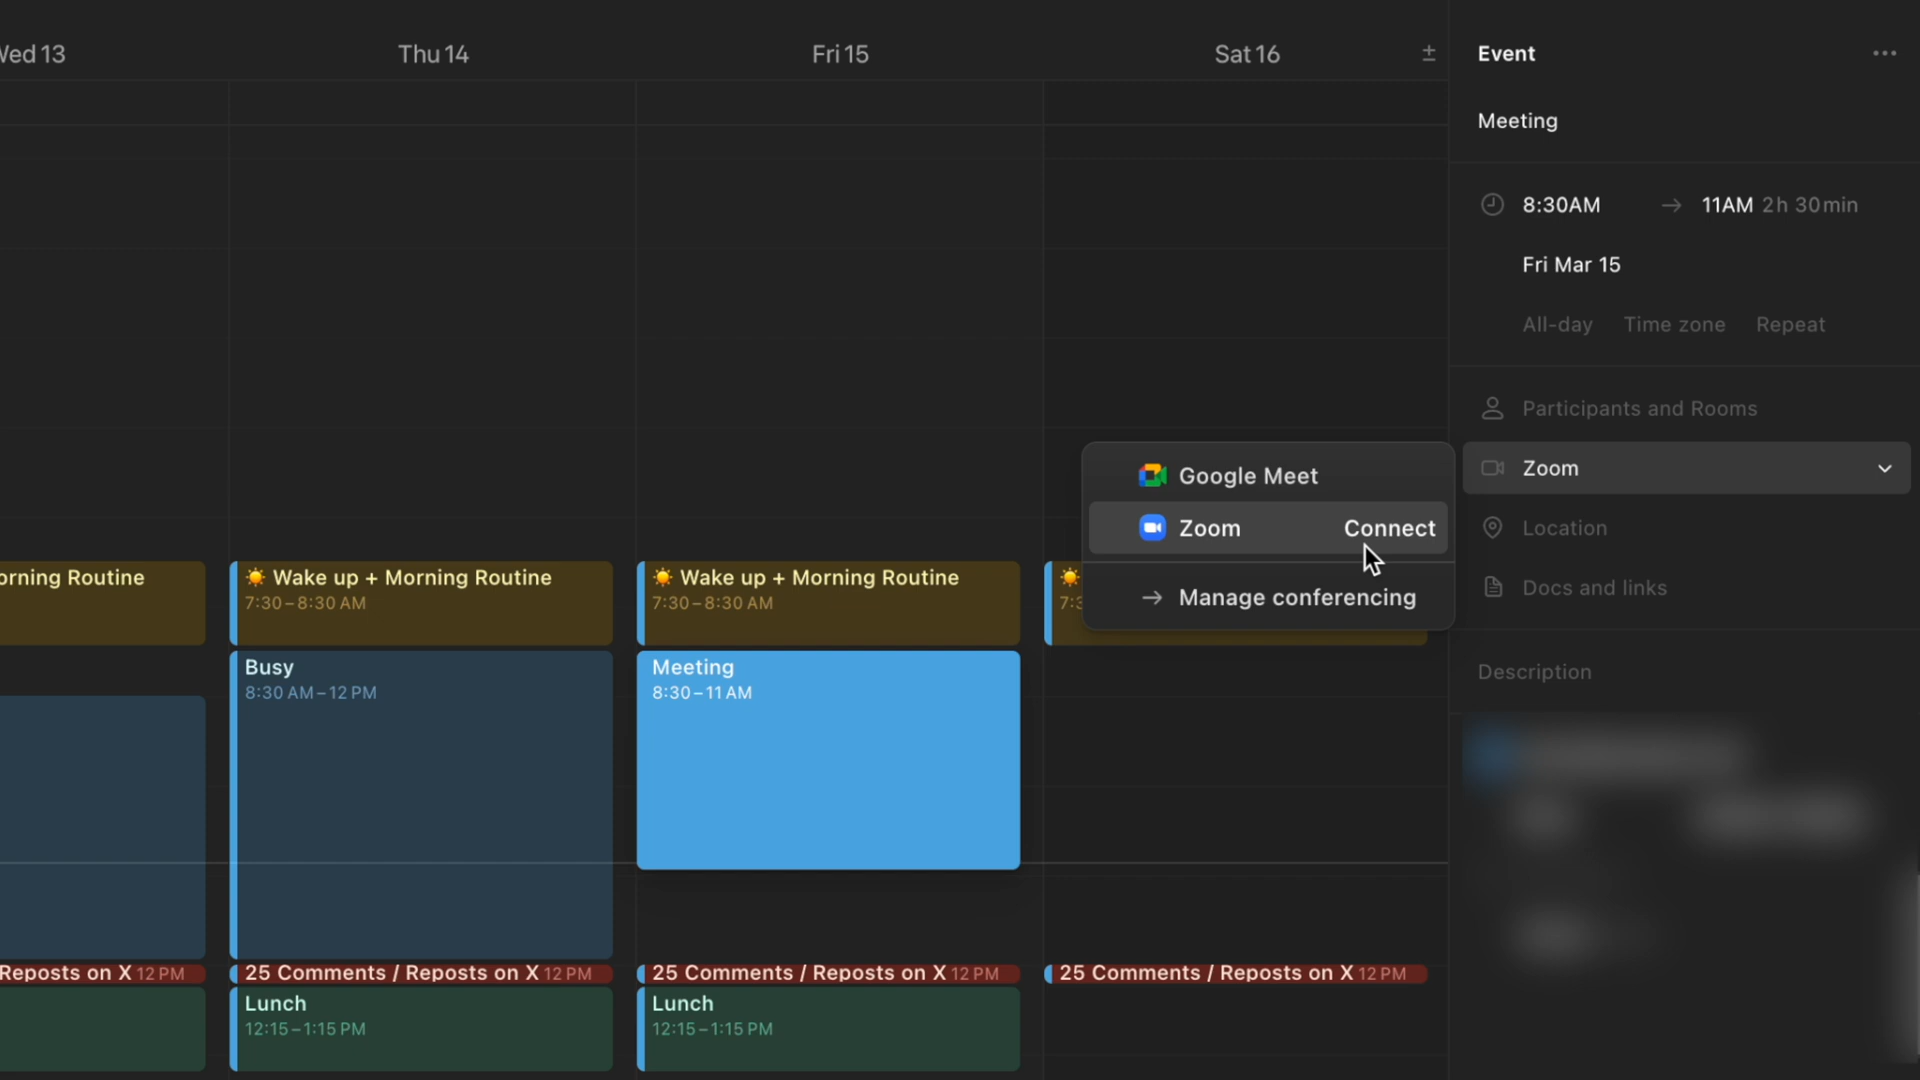 Wed 13
Thu 14
Fri 15
Sat 16
±
Event
Meeting
8:30AM → 11AM 2h 30min
Fri Mar 15
All-day Time zone Repeat
Participants and Rooms
Zoom
Location
Docs and links
Description
Google Meet
Zoom Connect
→ Manage conferencing
orning Routine
Wake up + Morning Routine
7:30–8:30 AM
Wake up + Morning Routine
7:30–8:30 AM
7:3
Busy
8:30 AM–12 PM
Meeting
8:30–11 AM
Reposts on X 12 PM
25 Comments / Reposts on X 12 PM
25 Comments / Reposts on X 12 PM
25 Comments / Reposts on X 12 PM
Lunch
12:15–1:15 PM
Lunch
12:15–1:15 PM